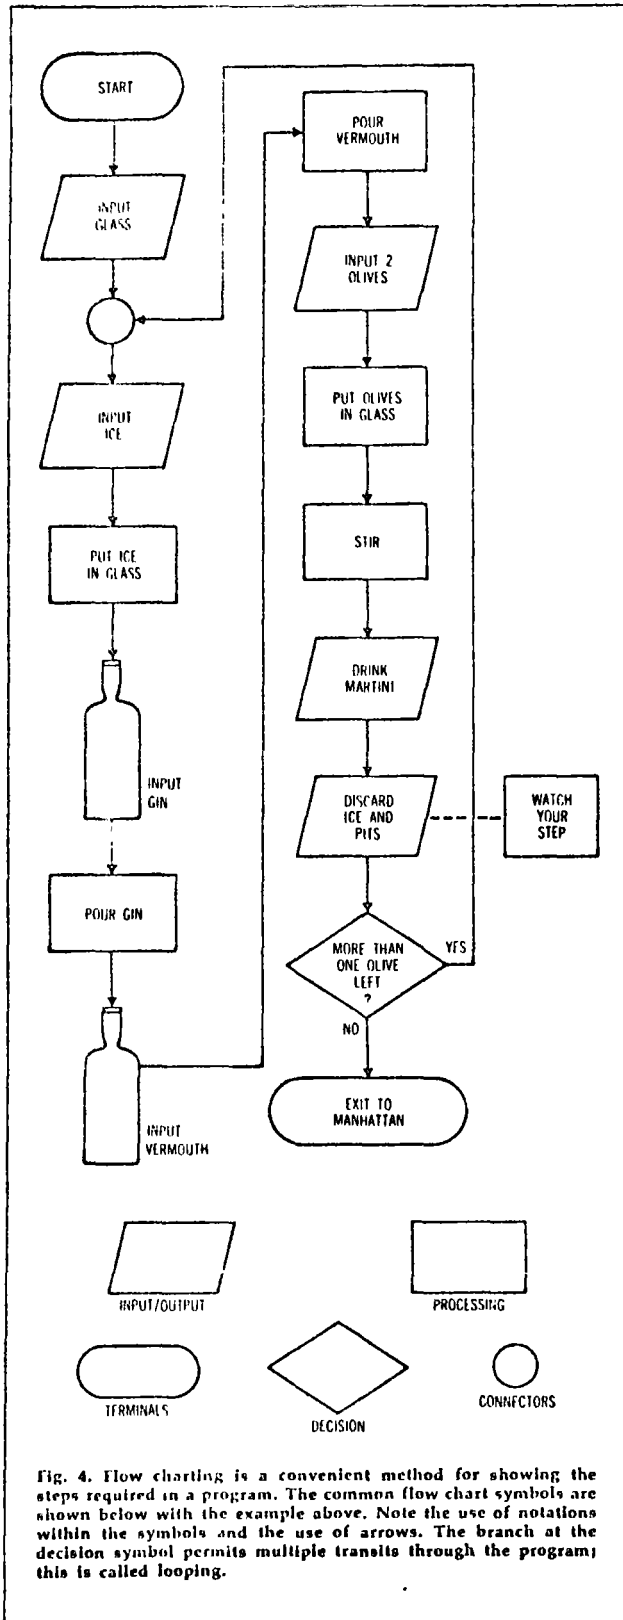 START
INPUT
GLASS
INPUT
ICE
PUT ICE
IN GLASS
INPUT
GIN
POUR GIN
INPUT
VERMOUTH
POUR
VERMOUTH
INPUT 2
OLIVES
PUT OLIVES
IN GLASS
STIR
DRINK
MARTINI
DISCARD
ICE AND
PITS
WATCH
YOUR
STEP
MORE THAN
ONE OLIVE
LEFT
?
YES
NO
EXIT TO
MANHATTAN
INPUT/OUTPUT
PROCESSING
TERMINALS
DECISION
CONNECTORS
Fig. 4. Flow charting is a convenient method for showing the
steps required in a program. The common flow chart symbols are
shown below with the example above. Note the use of notations
within the symbols and the use of arrows. The branch at the
decision symbol permits multiple transits through the program;
this is called looping.